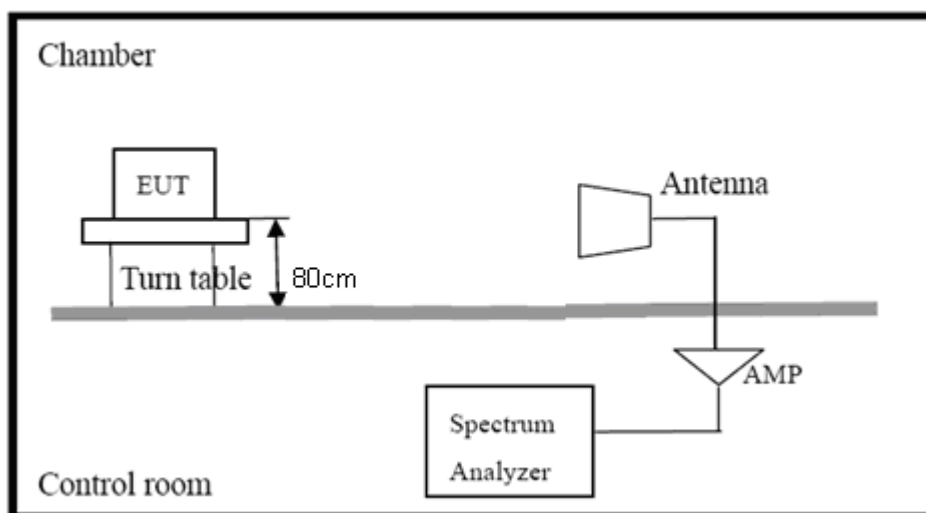 Chamber
EUT
Antenna
Turn table
80cm
AMP
Spectrum
Analyzer
Control room